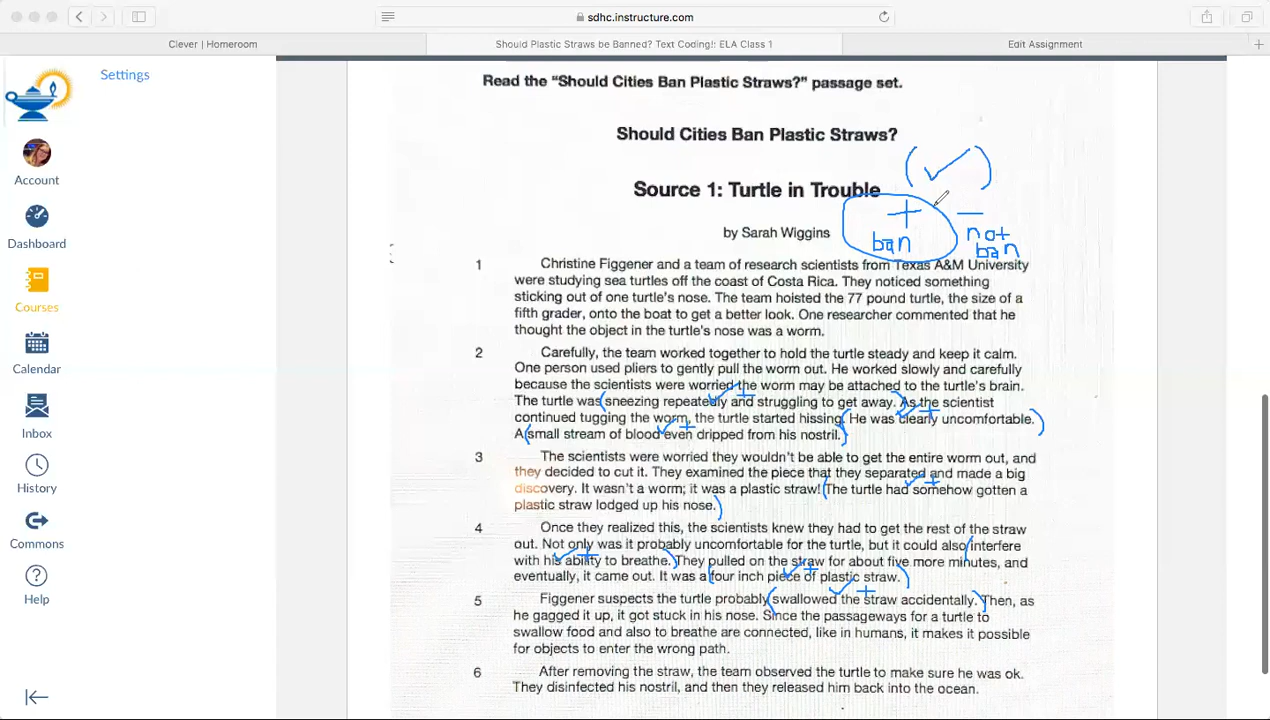 sdhc.instructure.com
Clever | Homeroom
Should Plastic Straws be Banned? Text Coding!: ELA Class 1
Edit Assignment
+
Settings
Account
Dashboard
Courses
Calendar
Inbox
History
Commons
Help
Read the “Should Cities Ban Plastic Straws?” passage set.
Should Cities Ban Plastic Straws?
(✓)
Source 1: Turtle in Trouble
+ −
by Sarah Wiggins
ban
not
ban
1 Christine Figgener and a team of research scientists from Texas A&M University
were studying sea turtles off the coast of Costa Rica. They noticed something
sticking out of one turtle's nose. The team hoisted the 77 pound turtle, the size of a
fifth grader, onto the boat to get a better look. One researcher commented that he
thought the object in the turtle's nose was a worm.
2 Carefully, the team worked together to hold the turtle steady and keep it calm.
One person used pliers to gently pull the worm out. He worked slowly and carefully
because the scientists were worried the worm may be attached to the turtle's brain.
✓+
The turtle was (sneezing repeatedly and struggling to get away.) As the scientist
✓+
continued tugging the worm, the turtle started hissing. (He was clearly uncomfortable.)
✓+
A (small stream of blood even dripped from his nostril.)
3 The scientists were worried they wouldn't be able to get the entire worm out, and
they decided to cut it. They examined the piece that they separated and made a big
✓+
discovery. It wasn't a worm; it was a plastic straw! (The turtle had somehow gotten a
plastic straw lodged up his nose.)
4 Once they realized this, the scientists knew they had to get the rest of the straw
out. Not only was it probably uncomfortable for the turtle, but it could also (interfere
✓+
with his ability to breathe.) They pulled on the straw for about five more minutes, and
✓+
eventually, it came out. It was a (four inch piece of plastic straw.)
✓+
5 Figgener suspects the turtle probably (swallowed the straw accidentally.) Then, as
he gagged it up, it got stuck in his nose. Since the passageways for a turtle to
swallow food and also to breathe are connected, like in humans, it makes it possible
for objects to enter the wrong path.
6 After removing the straw, the team observed the turtle to make sure he was ok.
They disinfected his nostril, and then they released him back into the ocean.